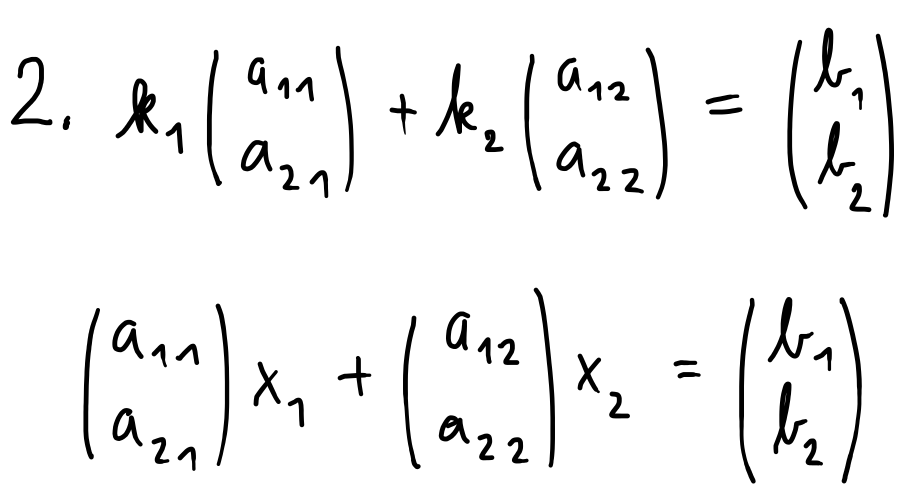 2. k₁ (a₁₁ a₂₁) + k₂ (a₁₂ a₂₂) = (b₁ b₂)
(a₁₁ a₂₁) x₁ + (a₁₂ a₂₂) x₂ = (b₁ b₂)